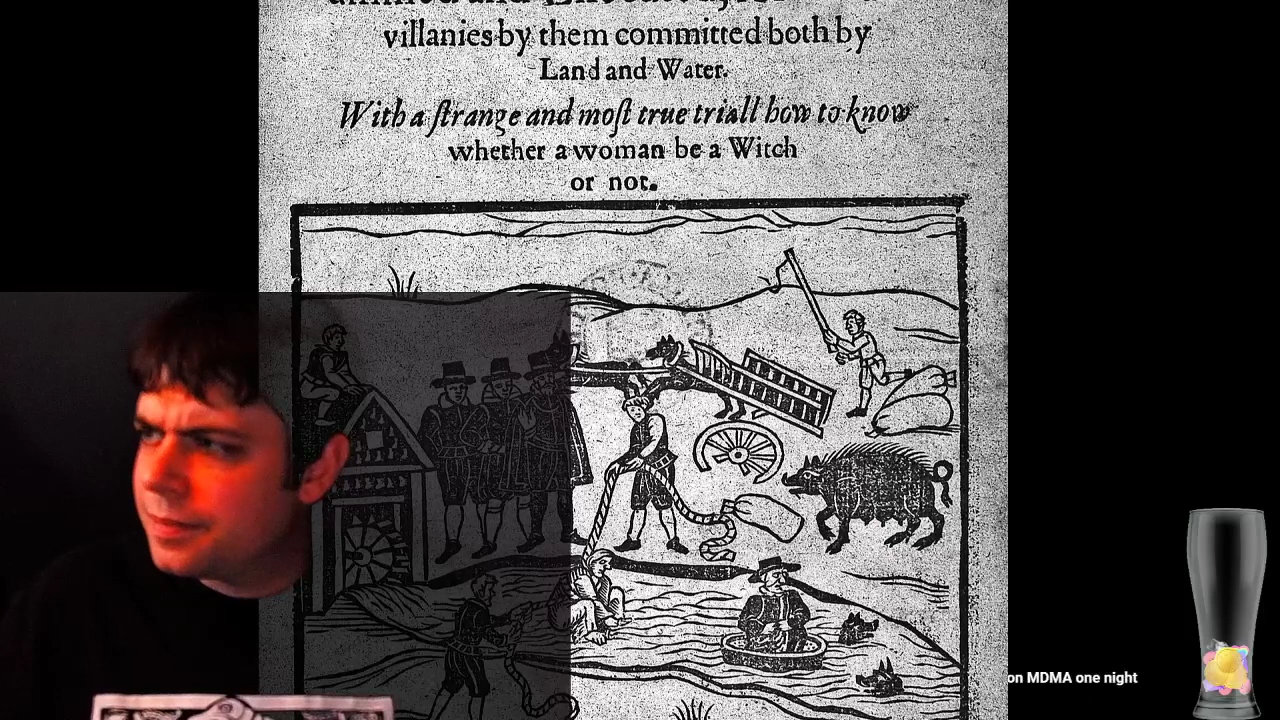 villanies by them committed both by
Land and Water.
With a ſtrange and moſt true triall how to know
whether a woman be a Witch
or not.
on MDMA one night